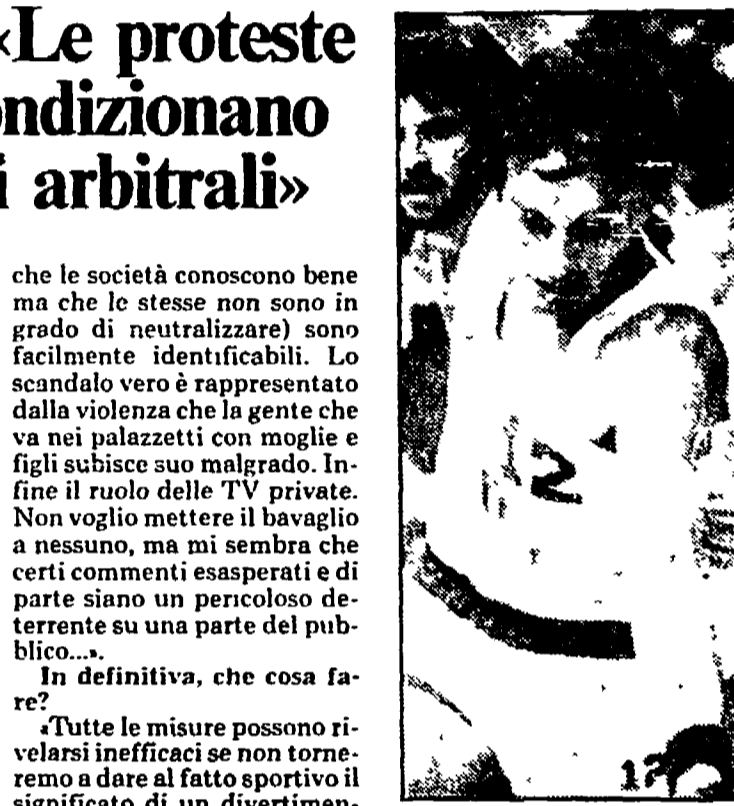 «Le proteste
ndizionano
i arbitrali»
che le società conoscono bene
ma che le stesse non sono in
grado di neutralizzare) sono
facilmente identificabili. Lo
scandalo vero è rappresentato
dalla violenza che la gente che
va nei palazzetti con moglie e
figli subisce suo malgrado. In-
fine il ruolo delle TV private.
Non voglio mettere il bavaglio
a nessuno, ma mi sembra che
certi commenti esasperati e di
parte siano un pericoloso de-
terrente su una parte del pub-
blico...».
In definitiva, che cosa fa-
re?
«Tutte le misure possono ri-
velarsi inefficaci se non torne-
remo a dare al fatto sportivo il
significato di un divertimen-
2